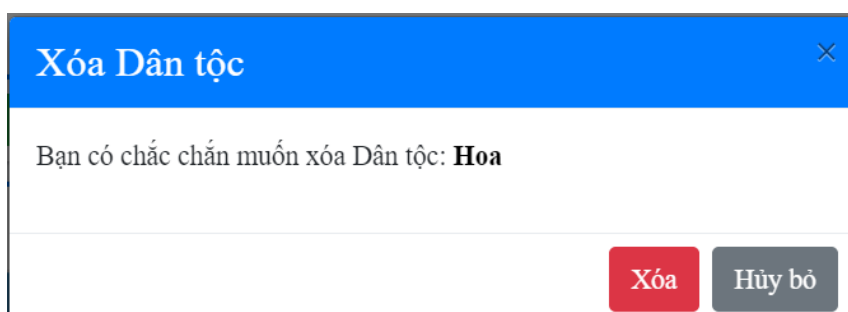 Xóa Dân tộc
×
Bạn có chắc chắn muốn xóa Dân tộc: Hoa
Xóa Hủy bỏ